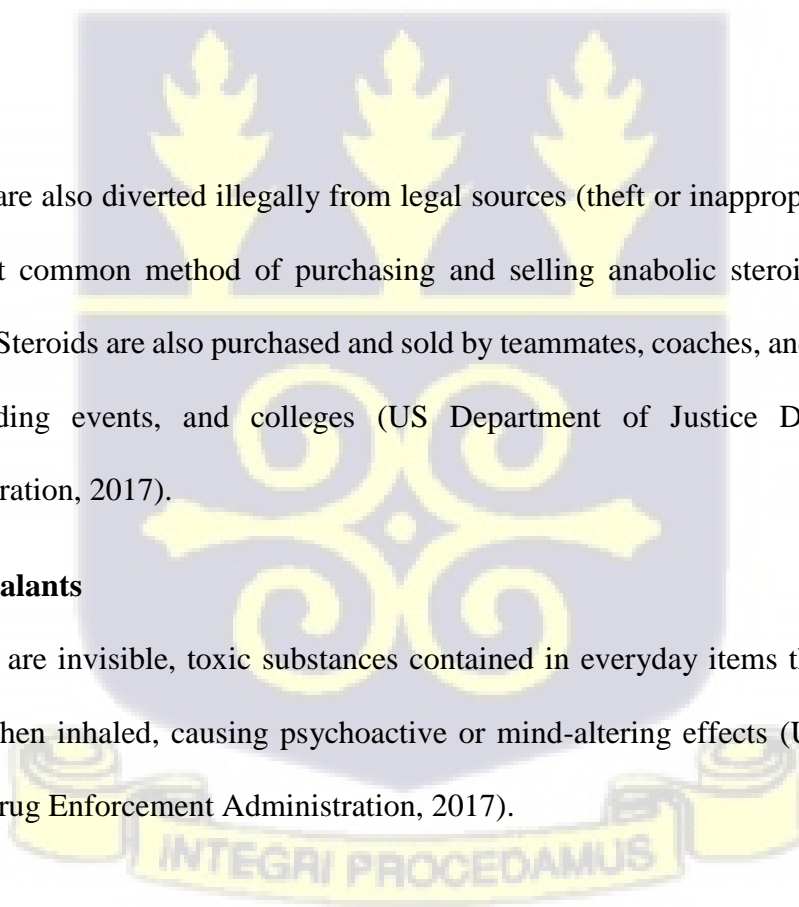 are also diverted illegally from legal sources (theft or inapprop
t common method of purchasing and selling anabolic steroi
Steroids are also purchased and sold by teammates, coaches, an
ding events, and colleges (US Department of Justice D
ration, 2017).
alants
are invisible, toxic substances contained in everyday items t
hen inhaled, causing psychoactive or mind-altering effects (U
rug Enforcement Administration, 2017).
INTEGRI PROCEDAMUS